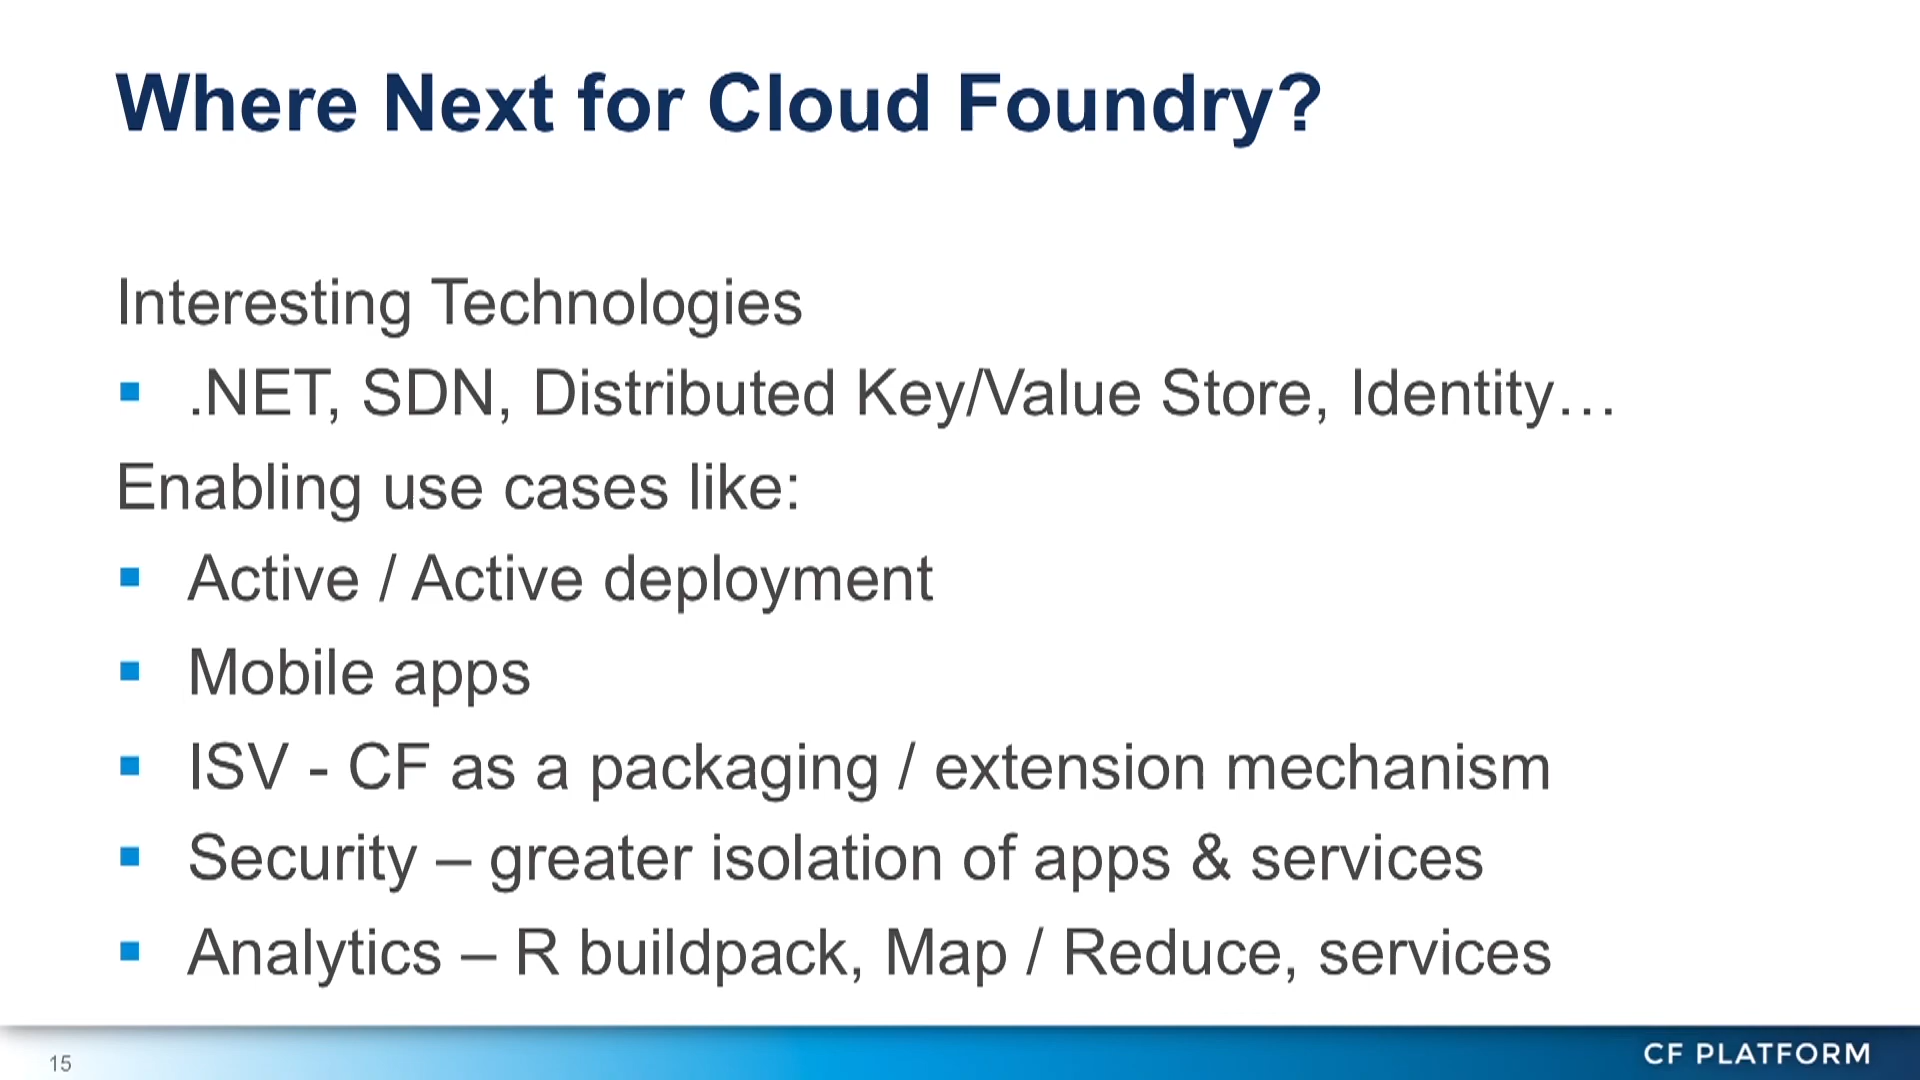 Where Next for Cloud Foundry?
Interesting Technologies
.NET, SDN, Distributed Key/Value Store, Identity…
Enabling use cases like:
Active / Active deployment
Mobile apps
ISV - CF as a packaging / extension mechanism
Security – greater isolation of apps & services
Analytics – R buildpack, Map / Reduce, services
15
CF PLATFORM